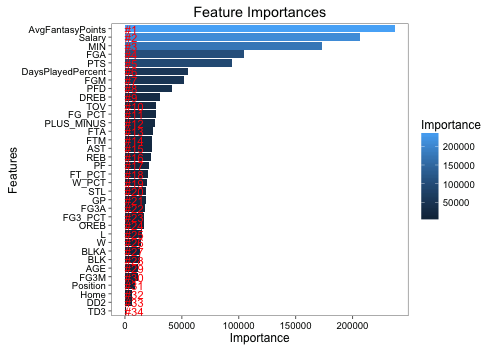 Feature Importances
AvgFantasyPoints #1
Salary #2
MIN #3
FGA #4
PTS #5
DaysPlayedPercent #6
FGM #7
PFD #8
DREB #9
TOV #10
FG_PCT #11
PLUS_MINUS #12
FTA #13
FTM #14
AST #15
REB #16
PF #17
FT_PCT #18
W_PCT #19
STL #20
GP #21
FG3A #22
FG3_PCT #23
OREB #24
L #25
W #26
BLKA #27
BLK #28
AGE #29
FG3M #30
Position #31
Home #32
DD2 #33
TD3 #34
0 50000 100000 150000 200000
Importance
Features
Importance
200000
150000
100000
50000